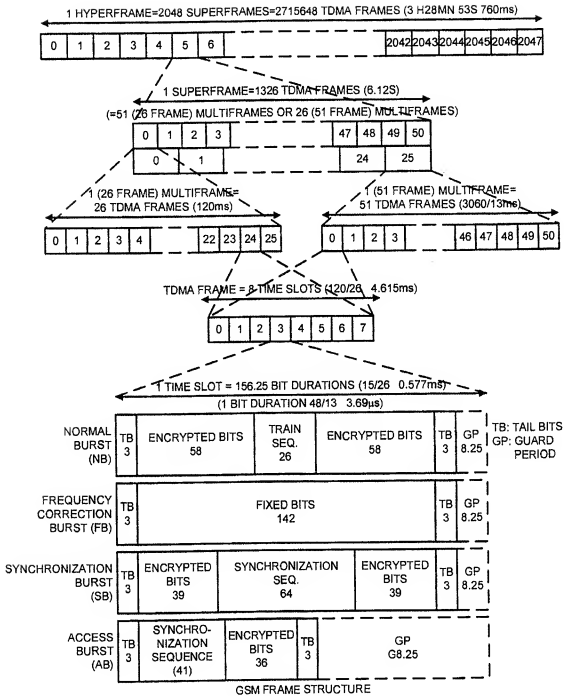 1 HYPERFRAME=2048 SUPERFRAMES=2715648 TDMA FRAMES (3 H28MN 53S 760ms)
0 1 2 3 4 5 6 2042 2043 2044 2045 2046 2047
1 SUPERFRAME=1326 TDMA FRAMES (6.12S)
(=51 (26 FRAME) MULTIFRAMES OR 26 (51 FRAME) MULTIFRAMES)
0 1 2 3 47 48 49 50
0 1 24 25
1 (26 FRAME) MULTIFRAME=
26 TDMA FRAMES (120ms)
1 (51 FRAME) MULTIFRAME=
51 TDMA FRAMES (3060/13ms)
0 1 2 3 4 22 23 24 25
0 1 2 3 46 47 48 49 50
TDMA FRAME = 8 TIME SLOTS (120/26 4.615ms)
0 1 2 3 4 5 6 7
1 TIME SLOT = 156.25 BIT DURATIONS (15/26 0.577ms)
(1 BIT DURATION 48/13 3.69µs)
NORMAL
BURST
(NB)
TB
3
ENCRYPTED BITS
58
TRAIN
SEQ.
26
ENCRYPTED BITS
58
TB
3
GP
8.25
TB: TAIL BITS
GP: GUARD
PERIOD
FREQUENCY
CORRECTION
BURST (FB)
TB
3
FIXED BITS
142
TB
3
GP
8.25
SYNCHRONIZATION
BURST
(SB)
TB
3
ENCRYPTED
BITS
39
SYNCHRONIZATION
SEQ.
64
ENCRYPTED
BITS
39
TB
3
GP
8.25
ACCESS
BURST
(AB)
TB
3
SYNCHRO-
NIZATION
SEQUENCE
(41)
ENCRYPTED
BITS
36
TB
3
GP
G8.25
GSM FRAME STRUCTURE